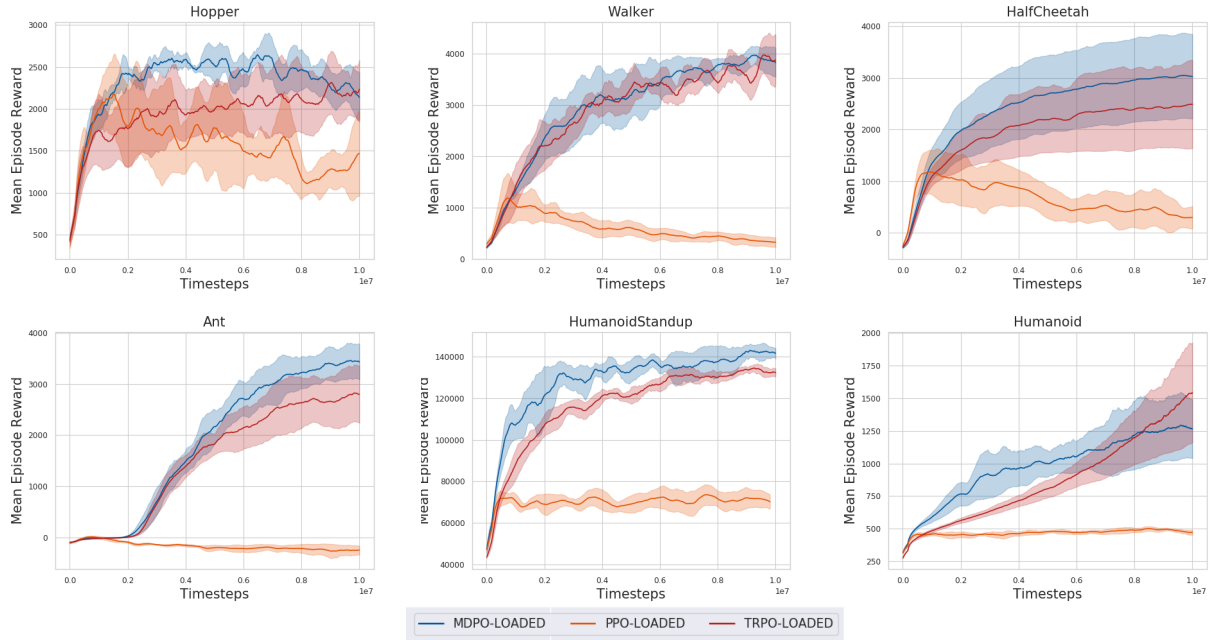 Hopper
Mean Episode Reward
3000
2500
2000
1500
1000
500
0.0 0.2 0.4 0.6 0.8 1.0
Timesteps
1e7
Walker
Mean Episode Reward
4000
3000
2000
1000
0
0.0 0.2 0.4 0.6 0.8 1.0
Timesteps
1e7
HalfCheetah
Mean Episode Reward
4000
3000
2000
1000
0
0.0 0.2 0.4 0.6 0.8 1.0
Timesteps
1e7
Ant
Mean Episode Reward
4000
3000
2000
1000
0
0.0 0.2 0.4 0.6 0.8 1.0
Timesteps
1e7
HumanoidStandup
Mean Episode Reward
140000
120000
100000
80000
60000
40000
0.0 0.2 0.4 0.6 0.8 1.0
Timesteps
1e7
Humanoid
Mean Episode Reward
2000
1750
1500
1250
1000
750
500
250
0.0 0.2 0.4 0.6 0.8 1.0
Timesteps
1e7
MDPO-LOADED PPO-LOADED TRPO-LOADED